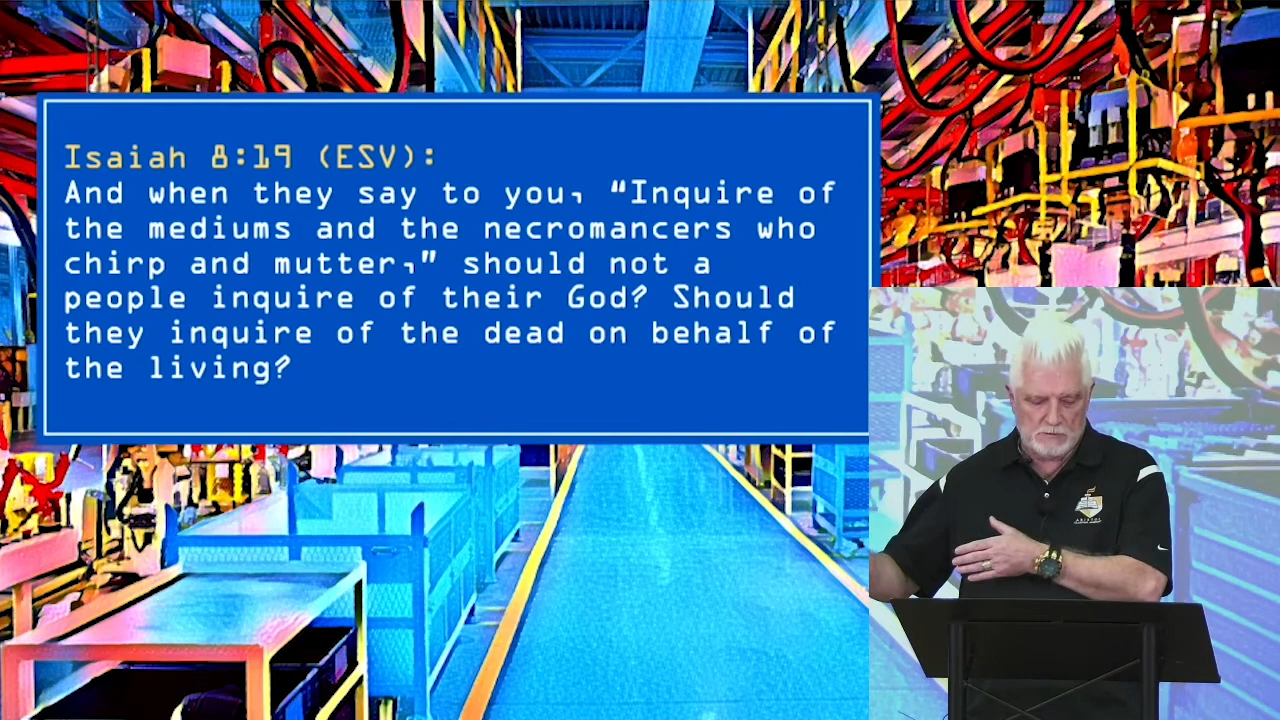 Isaiah 8:19 (ESV):
And when they say to you, “Inquire of
the mediums and the necromancers who
chirp and mutter,” should not a
people inquire of their God? Should
they inquire of the dead on behalf of
the living?